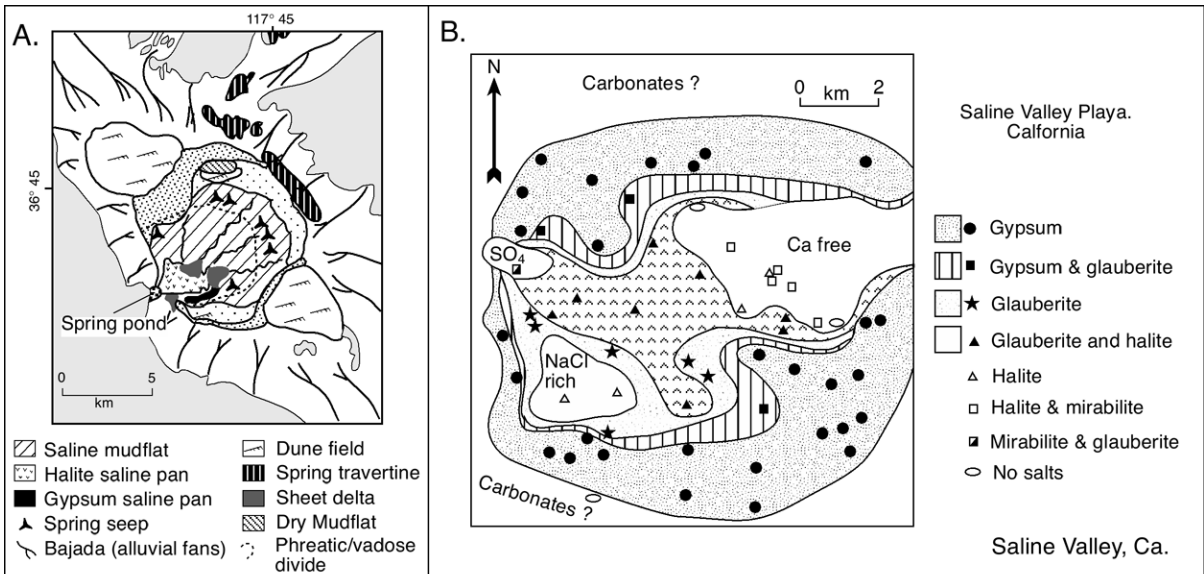 A.
117° 45
36° 45
Spring pond
0 5
km
Saline mudflat
Halite saline pan
Gypsum saline pan
Spring seep
Bajada (alluvial fans)
Dune field
Spring travertine
Sheet delta
Dry Mudflat
Phreatic/vadose
divide
B.
N
Carbonates ?
0 2
km
SO4
Ca free
NaCl
rich
Carbonates ?
Saline Valley Playa.
Calfornia
Gypsum
Gypsum & glauberite
Glauberite
Glauberite and halite
Halite
Halite & mirabilite
Mirabilite & glauberite
No salts
Saline Valley, Ca.